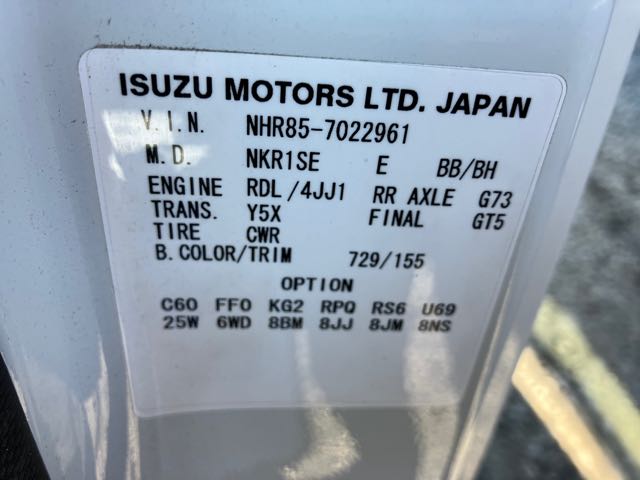 ISUZU MOTORS LTD. JAPAN
V.I.N. NHR85-7022961
M.D. NKR1SE E BB/BH
ENGINE RDL/4JJ1 RR AXLE G73
TRANS. Y5X FINAL GT5
TIRE CWR
B.COLOR/TRIM 729/155
OPTION
C60 FF0 KG2 RPQ RS6 U69
25W 6WD 8BM 8JJ 8JM 8NS